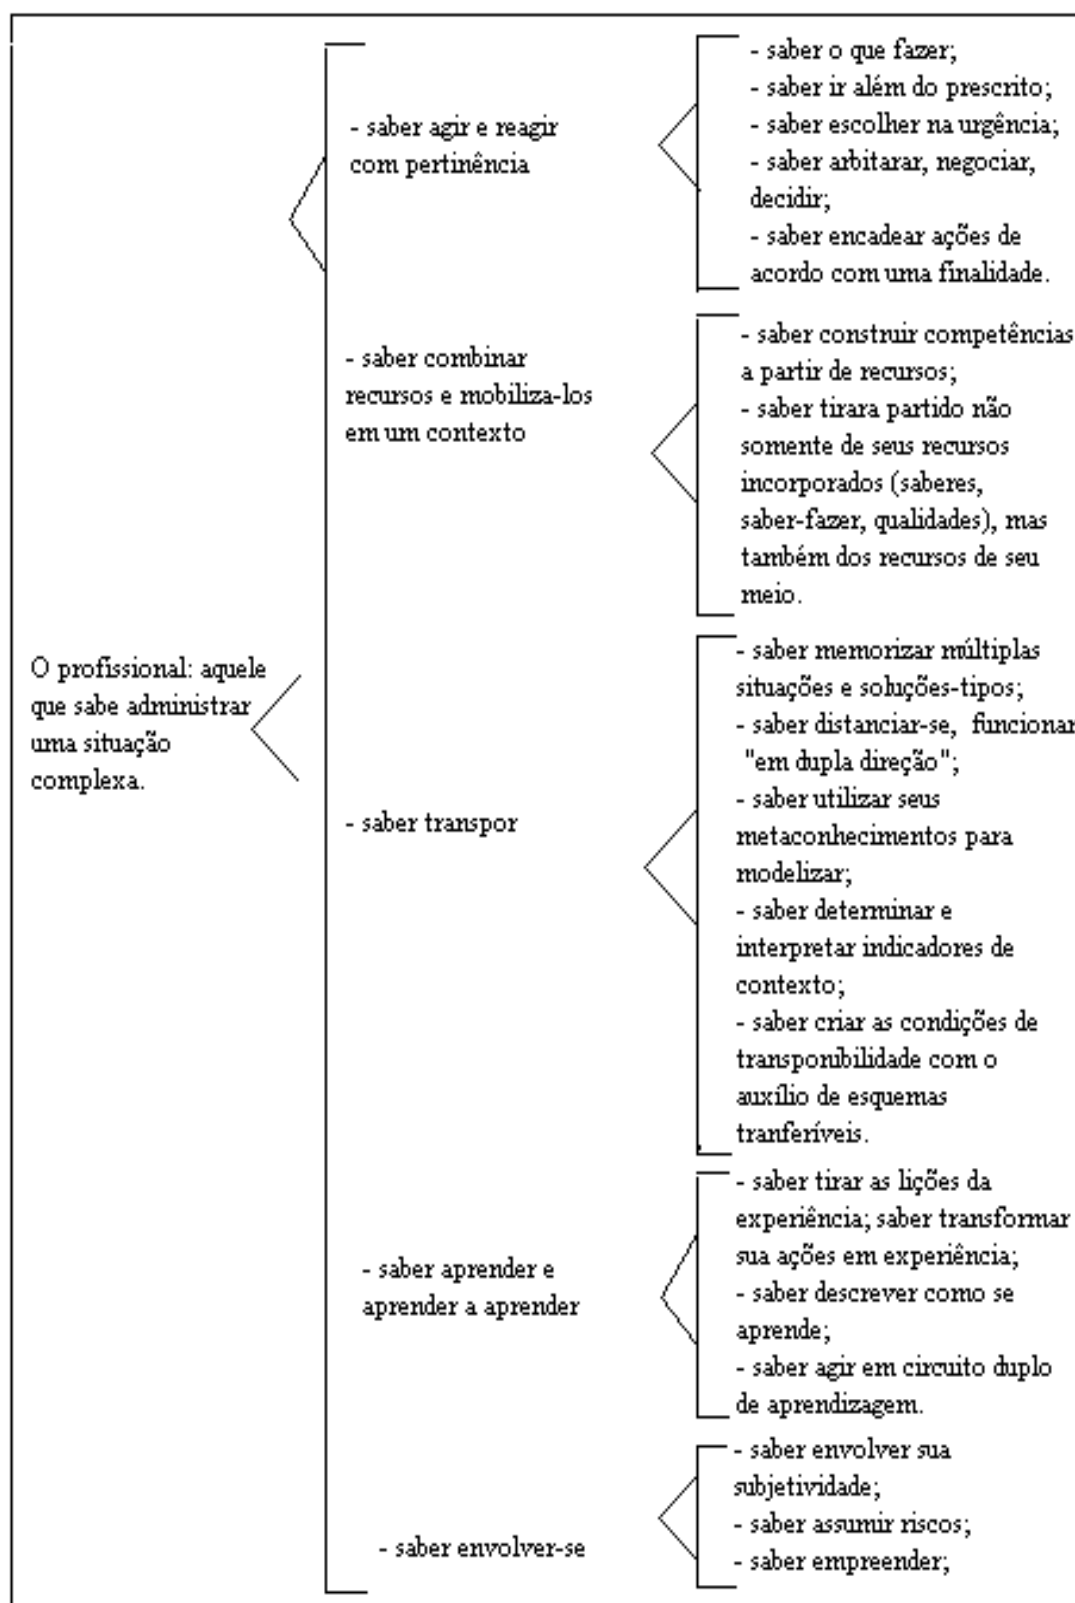 O profissional: aquele
que sabe administrar
uma situação
complexa.
- saber agir e reagir
com pertinência
- saber o que fazer;
- saber ir além do prescrito;
- saber escolher na urgência;
- saber arbitarar, negociar,
decidir;
- saber encadear ações de
acordo com uma finalidade.
- saber combinar
recursos e mobiliza-los
em um contexto
- saber construir competências
a partir de recursos;
- saber tirara partido não
somente de seus recursos
incorporados (saberes,
saber-fazer, qualidades), mas
também dos recursos de seu
meio.
- saber transpor
- saber memorizar múltiplas
situações e soluções-tipos;
- saber distanciar-se, funcionar
"em dupla direção";
- saber utilizar seus
metaconhecimentos para
modelizar;
- saber determinar e
interpretar indicadores de
contexto;
- saber criar as condições de
transponibilidade com o
auxílio de esquemas
tranferíveis.
- saber aprender e
aprender a aprender
- saber tirar as lições da
experiência; saber transformar
sua ações em experiência;
- saber descrever como se
aprende;
- saber agir em circuito duplo
de aprendizagem.
- saber envolver-se
- saber envolver sua
subjetividade;
- saber assumir riscos;
- saber empreender;